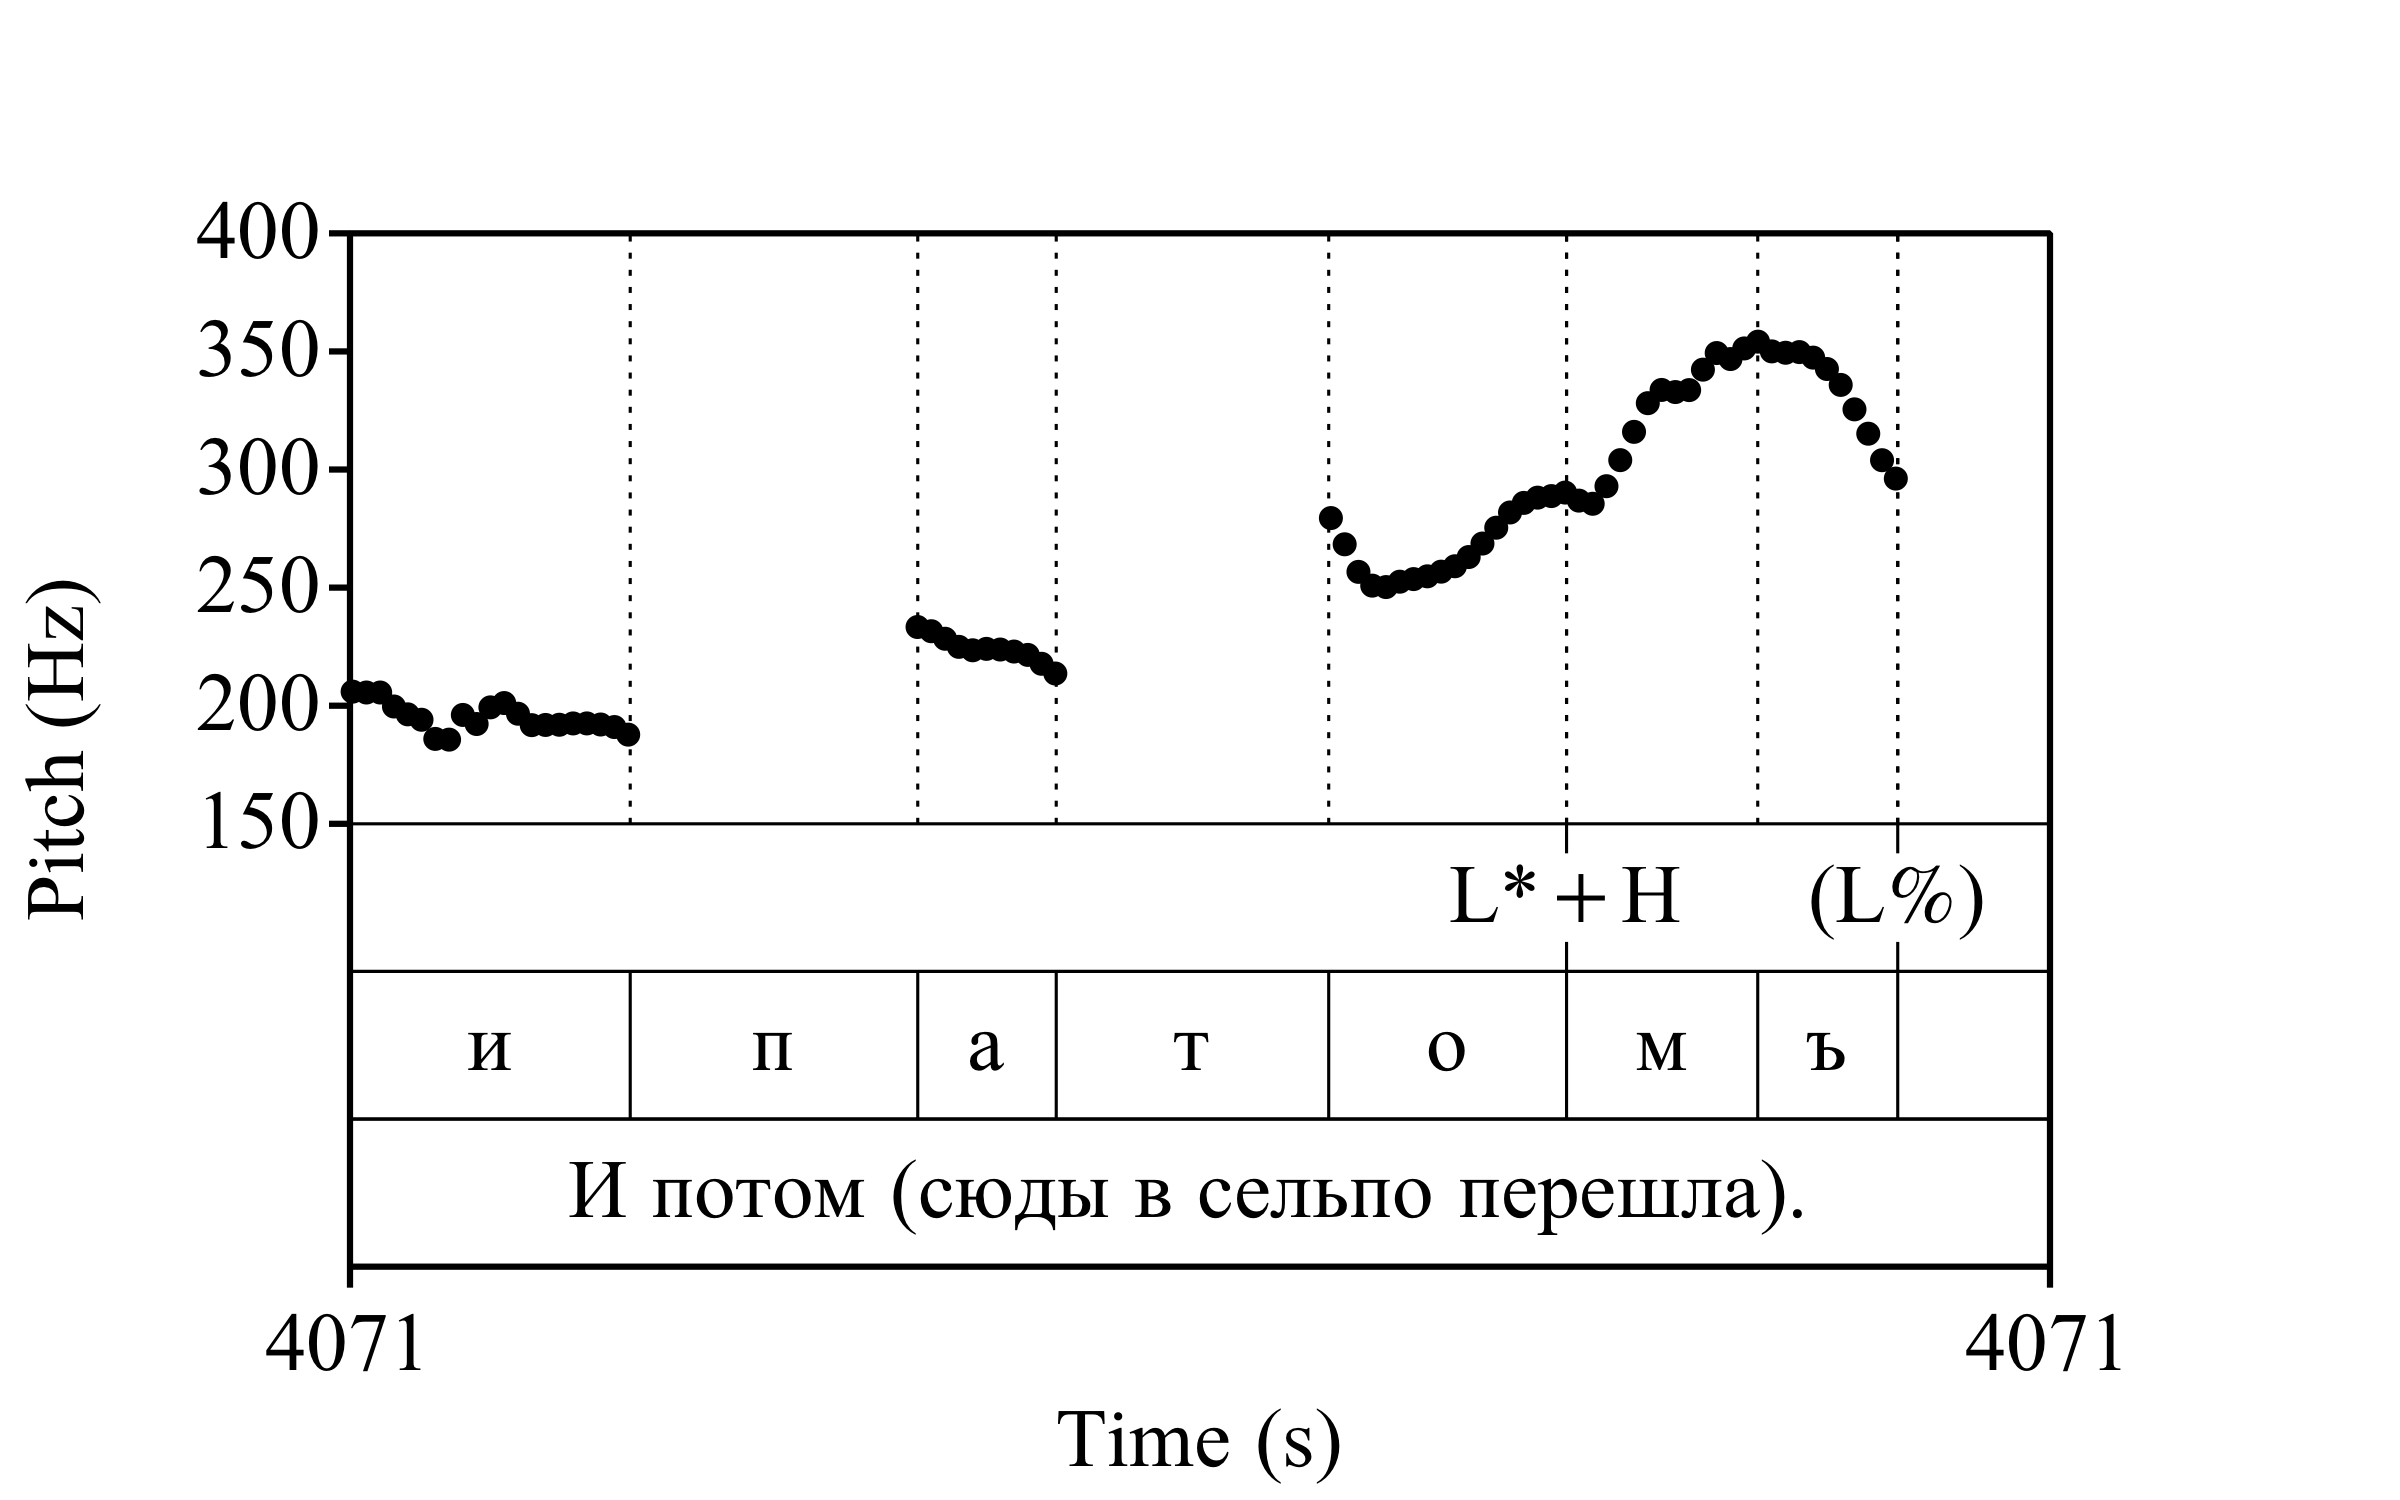 400
350
300
250
200
150
Pitch (Hz)
L*+H (L%)
и п а т о м ъ
И потом (сюды в сельпо перешла).
4071 4071
Time (s)